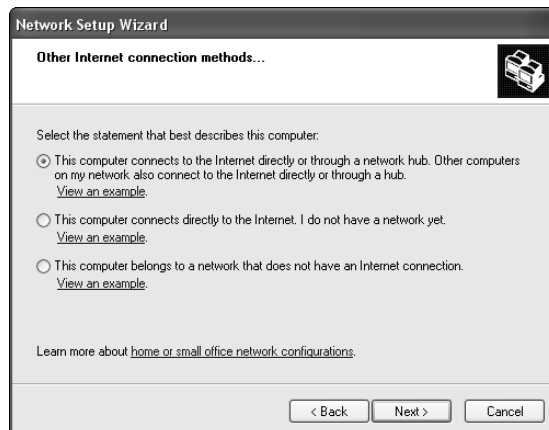 Network Setup Wizard
Other Internet connection methods...
Select the statement that best describes this computer:
This computer connects to the Internet directly or through a network hub. Other computers
on my network also connect to the Internet directly or through a hub.
View an example.
This computer connects directly to the Internet. I do not have a network yet.
View an example.
This computer belongs to a network that does not have an Internet connection.
View an example.
Learn more about home or small office network configurations.
< Back Next > Cancel